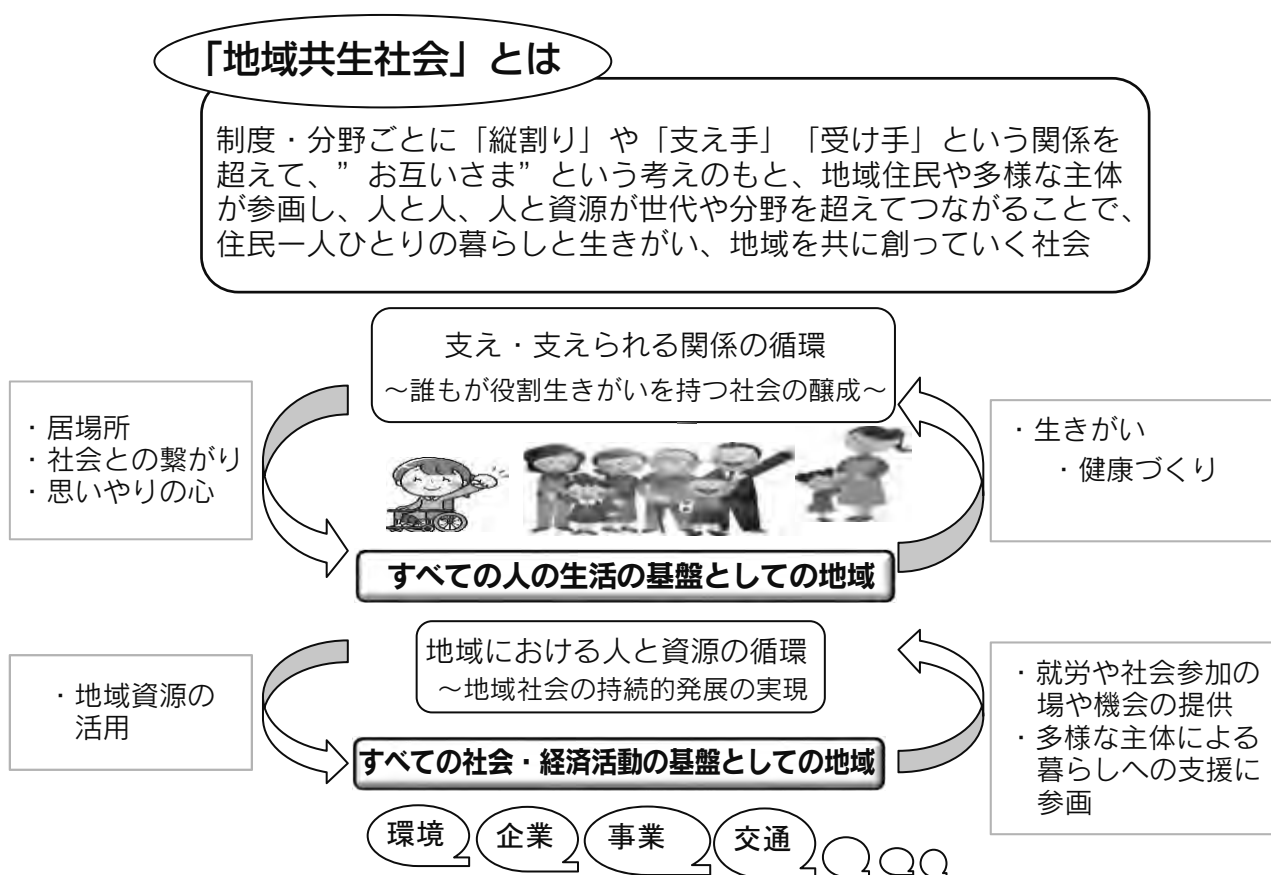 「地域共生社会」とは
制度・分野ごとに「縦割り」や「支え手」「受け手」という関係を
超えて、”お互いさま”という考えのもと、地域住民や多様な主体
が参画し、人と人、人と資源が世代や分野を超えてつながることで、
住民一人ひとりの暮らしと生きがい、地域を共に創っていく社会
支え・支えられる関係の循環
～誰もが役割生きがいを持つ社会の醸成～
・居場所
・社会との繋がり
・思いやりの心
・生きがい
・健康づくり
すべての人の生活の基盤としての地域
地域における人と資源の循環
～地域社会の持続的発展の実現
・地域資源の
活用
・就労や社会参加の
場や機会の提供
・多様な主体による
暮らしへの支援に
参画
すべての社会・経済活動の基盤としての地域
環境 企業 事業 交通